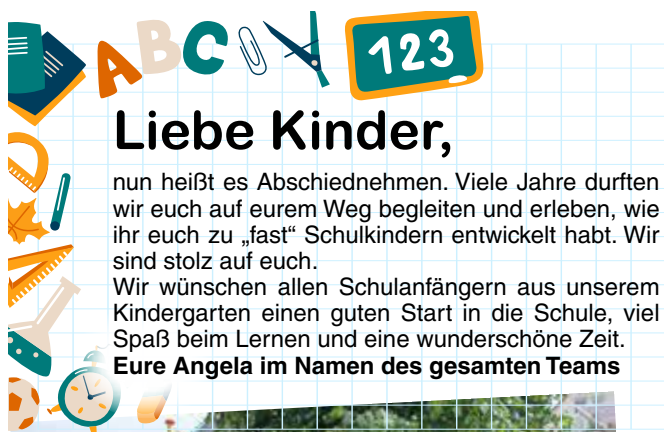 ABC
123
Liebe Kinder,
nun heißt es Abschiednehmen. Viele Jahre durften
wir euch auf eurem Weg begleiten und erleben, wie
ihr euch zu „fast“ Schulkindern entwickelt habt. Wir
sind stolz auf euch.
Wir wünschen allen Schulanfängern aus unserem
Kindergarten einen guten Start in die Schule, viel
Spaß beim Lernen und eine wunderschöne Zeit.
Eure Angela im Namen des gesamten Teams